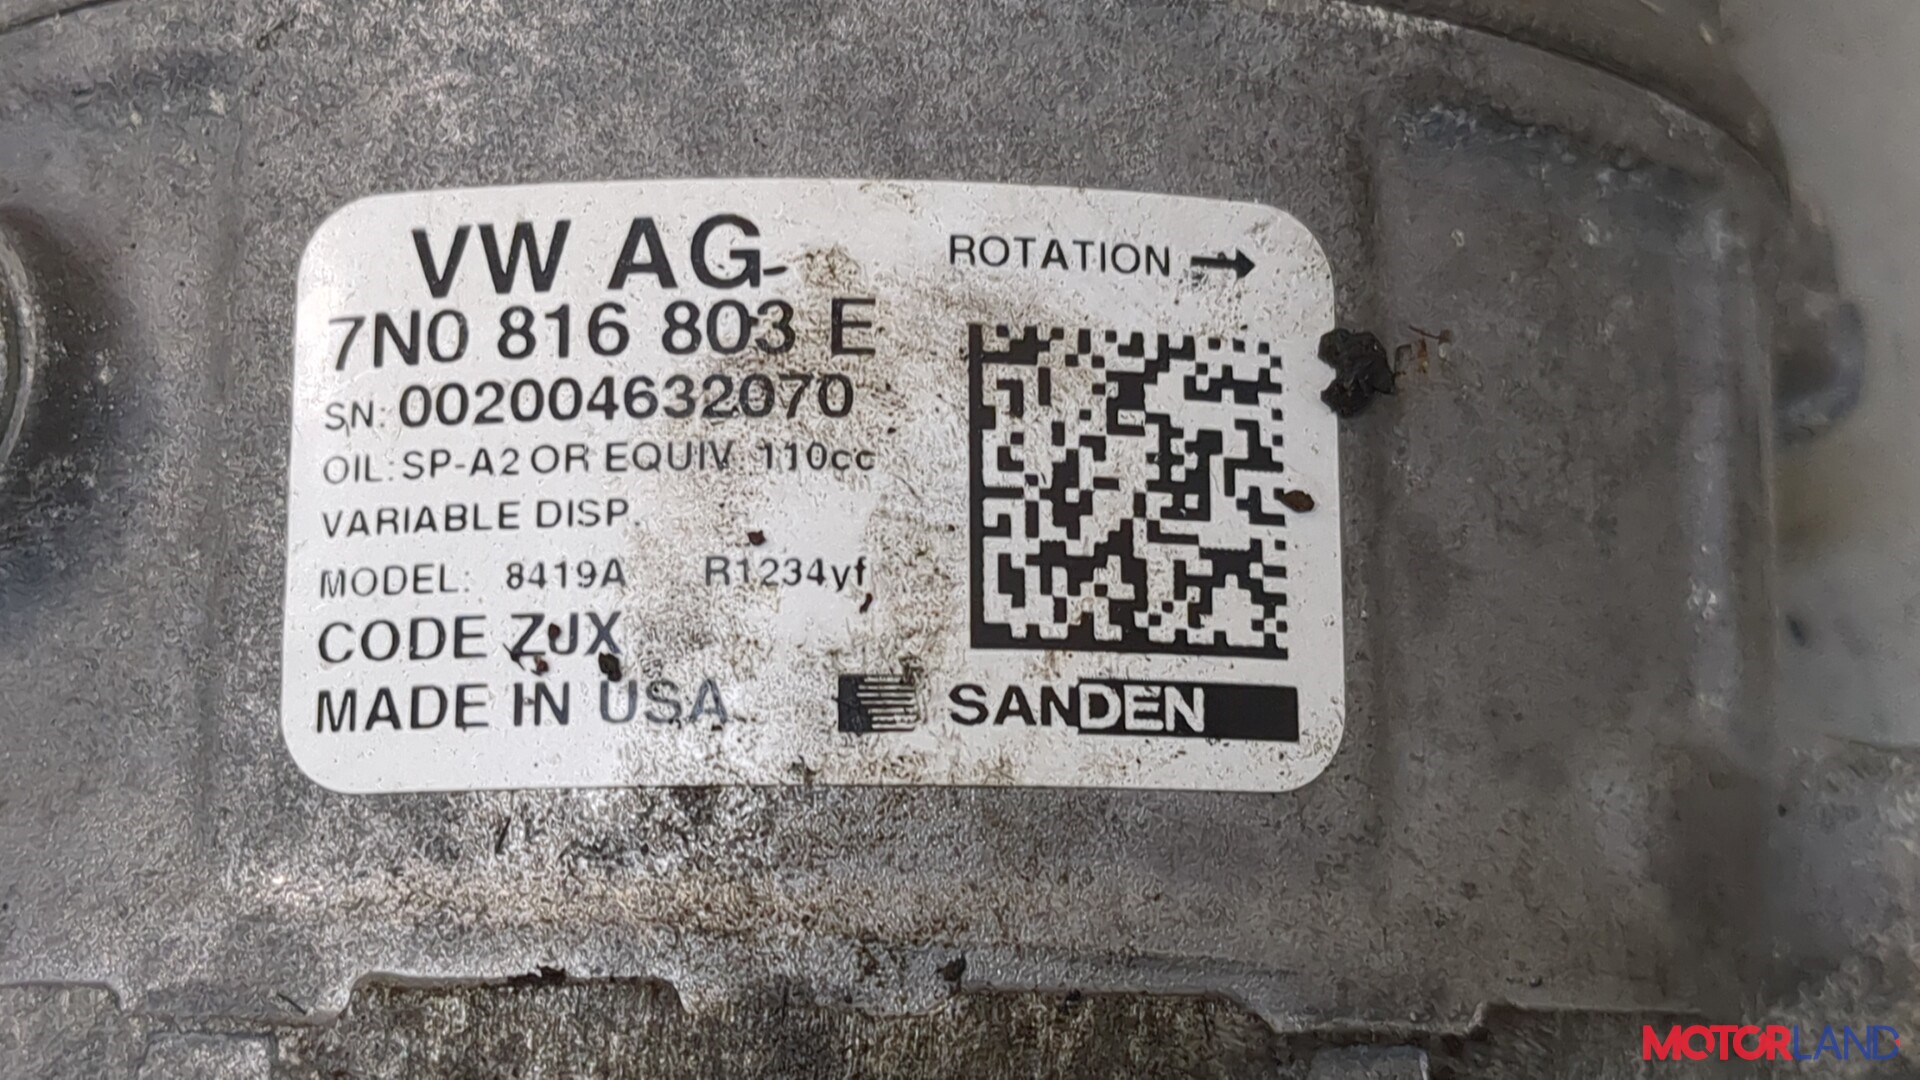 VW AG
ROTATION →
7N0 816 803 E
SN: 002004632070
OIL: SP-A2 OR EQUIV. 110cc
VARIABLE DISP.
MODEL: 8419A R1234yf
CODE ZJX
MADE IN USA
SANDEN
MOTORLAND